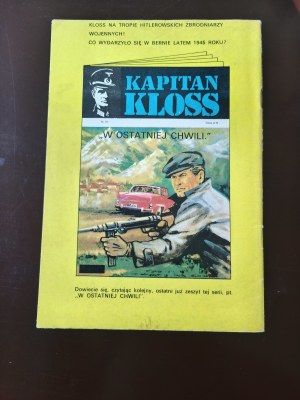 KLOSS NA TROPIE HITLEROWSKICH ZBRODNIARZY
WOJENNYCH!
CO WYDARZYŁO SIĘ W BERNIE LATEM 1946 ROKU?
KAPITAN
KLOSS
„W OSTATNIEJ CHWILI.”
Dowiecie się, czytając kolejny, ostatni już zeszyt tej serii, pt.
„W OSTATNIEJ CHWILI”.